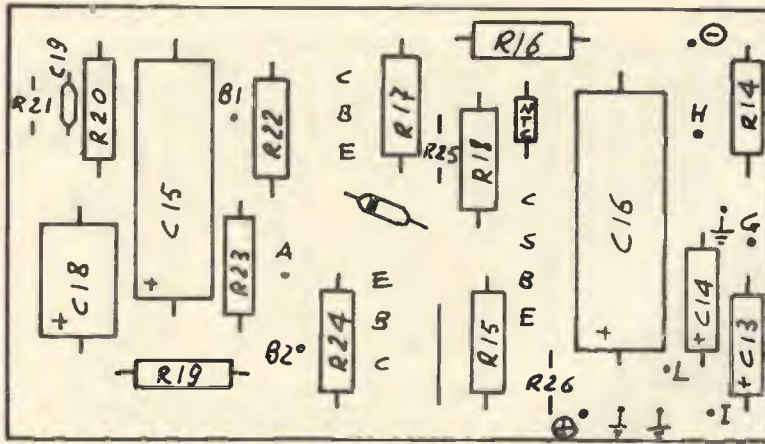 R16
C19
R21
R20
C15
B1
R22
C
B
E
R17
R25
R18
NTC
C16
H
R14
C
S
B
E
G
C18
+
+
R23
A
E
B
C
R24
B2
R19
R15
R26
+
C14
+
C13
+
L
I